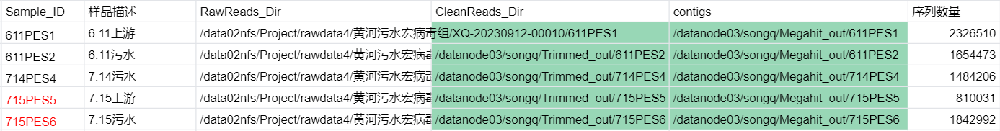 Sample_ID 样品描述 RawReads_Dir CleanReads_Dir contigs 序列数量
611PES1 6.11上游 /data02nfs/Project/rawdata4/黄河污水宏病毒组/XQ-20230912-00010/611PES1 /datanode03/songq/Megahit_out/611PES1 2326510
611PES2 6.11污水 /data02nfs/Project/rawdata4/黄河污水宏病 /datanode03/songq/Trimmed_out/611PES2 /datanode03/songq/Megahit_out/611PES2 1654473
714PES4 7.14污水 /data02nfs/Project/rawdata4/黄河污水宏病 /datanode03/songq/Trimmed_out/714PES4 /datanode03/songq/Megahit_out/714PES4 1484206
715PES5 7.15上游 /data02nfs/Project/rawdata4/黄河污水宏病 /datanode03/songq/Trimmed_out/715PES5 /datanode03/songq/Megahit_out/715PES5 810031
715PES6 7.15污水 /data02nfs/Project/rawdata4/黄河污水宏病 /datanode03/songq/Trimmed_out/715PES6 /datanode03/songq/Megahit_out/715PES6 1842992